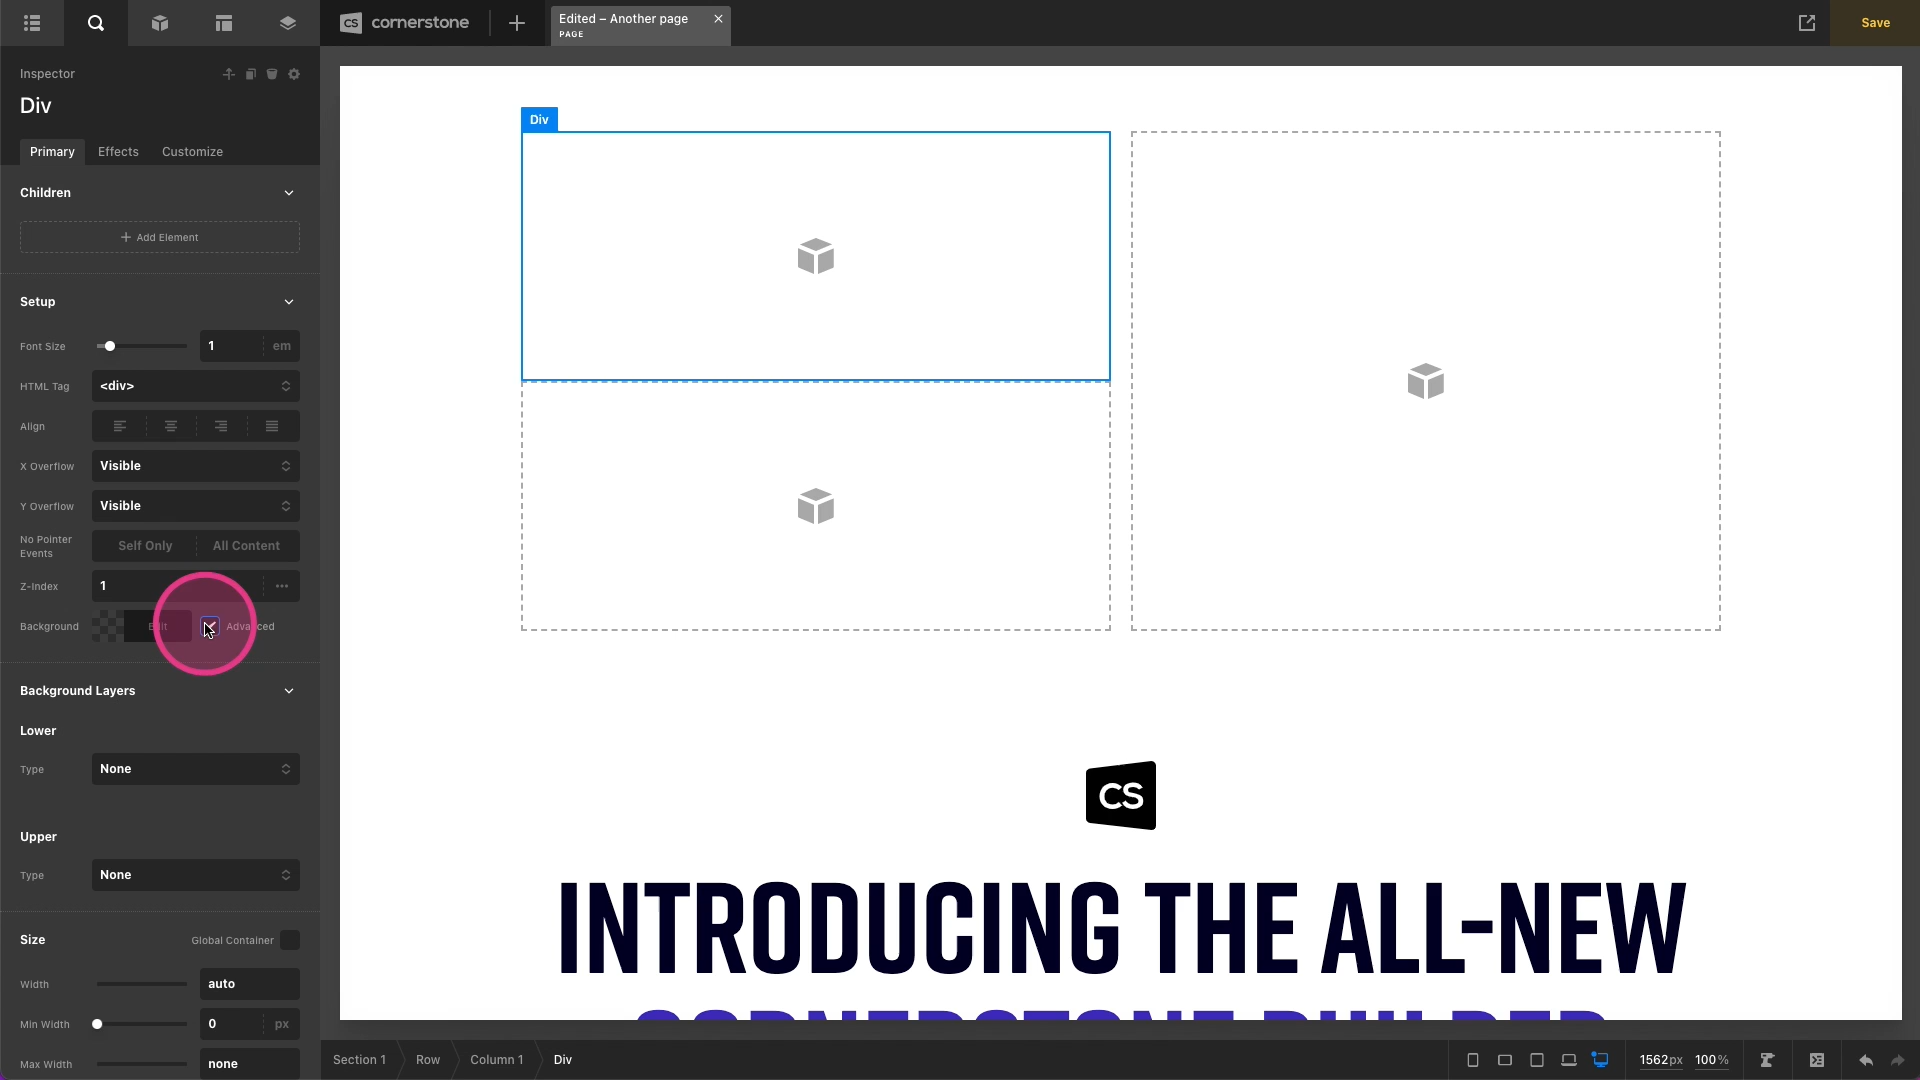 CS cornerstone
Edited – Another page
PAGE
Save
Inspector
Div
Primary
Effects
Customize
Children
Add Element
Setup
Font Size
1
em
HTML Tag
<div>
Align
X Overflow
Visible
Y Overflow
Visible
No Pointer
Events
Self Only
All Content
Z-Index
1
Background
Edit
Advanced
Background Layers
Lower
Type
None
Upper
Type
None
Size
Global Container
Width
auto
Min Width
0
px
Max Width
none
Div
CS
INTRODUCING THE ALL-NEW
CORNERSTONE BUILDER
Section 1
Row
Column 1
Div
1562px
100%